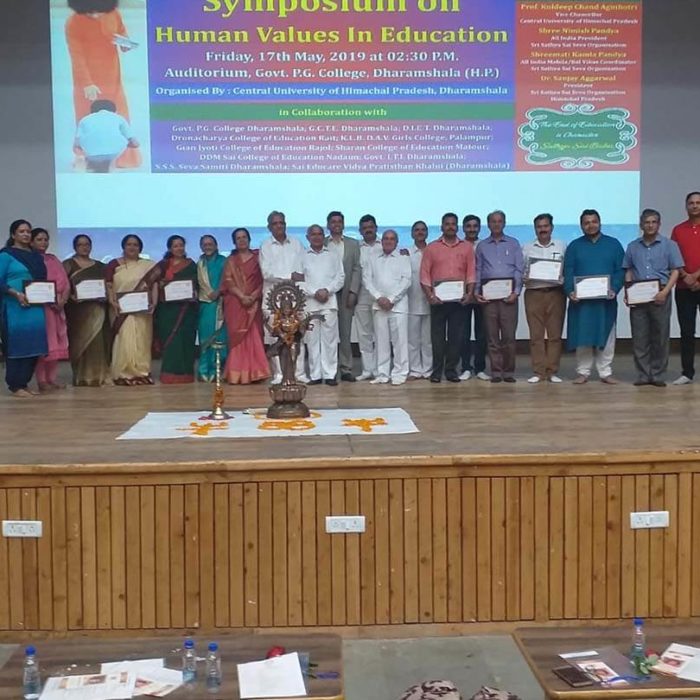 Symposium on
Human Values In Education
Friday, 17th May, 2019 at 02:30 P.M.
Auditorium, Govt. P.G. College, Dharamshala (H.P.)
Organised By : Central University of Himachal Pradesh, Dharamshala
in Collaboration with
Govt. P.G. College Dharamshala; G.C.T.E. Dharamshala; D.I.E.T. Dharamshala;
Dronacharya College of Education Rait; K.L.B. D.A.V. Girls College, Palampur;
Gian Jyoti College of Education Rajol; Sharan College of Education Matour;
DDM Sai College of Education Nadaun; Govt. I.T.I. Dharamshala;
S.S.S. Seva Samiti Dharamshala; Sai Educare Vidya Pratisthan Khalsi (Dharamshala)
Prof. Kuldeep Chand Agnihotri
Vice Chancellor
Central University of Himachal Pradesh
Shree Nimish Pandya
All India President
Sri Sathya Sai Seva Organisation
Shreemati Kamla Pandya
All India Mahila/Bal Vikas Coordinator
Sri Sathya Sai Seva Organisation
Dr. Sanjay Aggarwal
Sri Sathya Sai Seva Organisation
Himachal Pradesh
The End of Education
is Character
Sathya Sai Baba